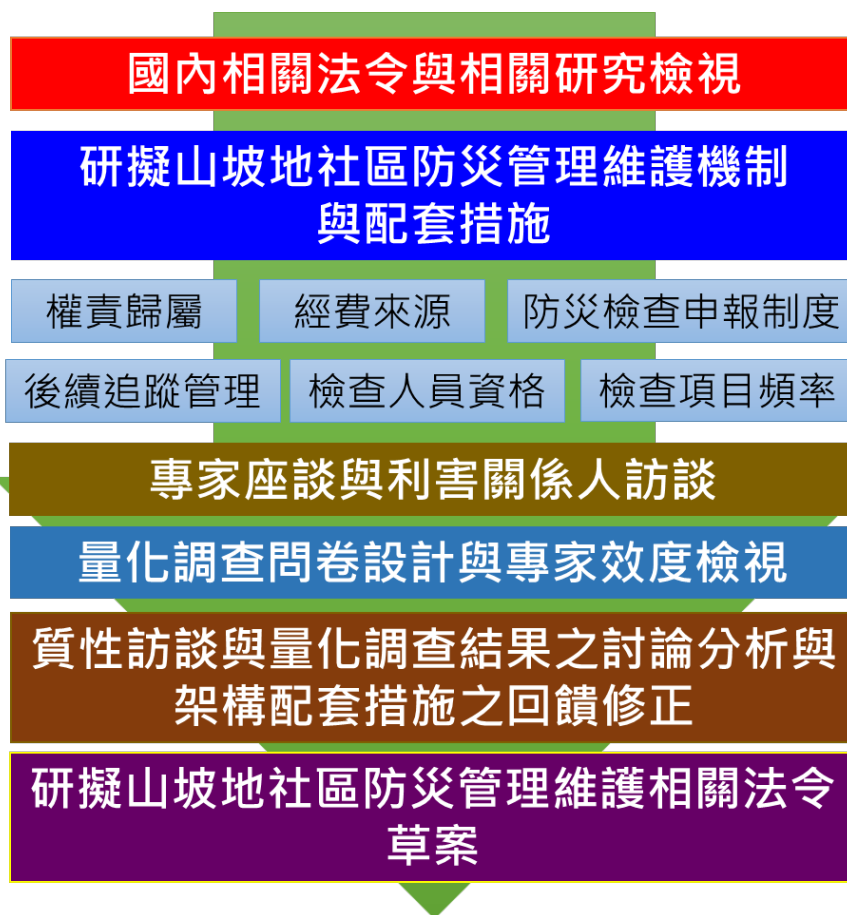 國內相關法令與相關研究檢視
研擬山坡地社區防災管理維護機制
與配套措施
權責歸屬
經費來源
防災檢查申報制度
後續追蹤管理
檢查人員資格
檢查項目頻率
專家座談與利害關係人訪談
量化調查問卷設計與專家效度檢視
質性訪談與量化調查結果之討論分析與
架構配套措施之回饋修正
研擬山坡地社區防災管理維護相關法令
草案